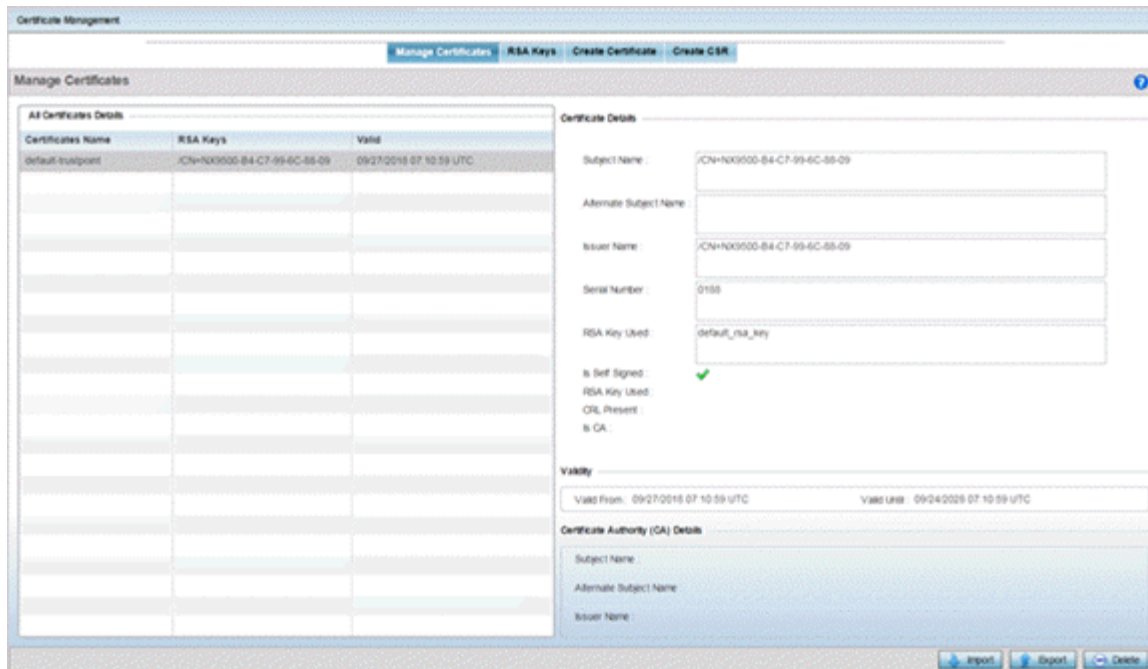 Certificate Management
Manage Certificates RSA Keys Create Certificate Create CSR
Manage Certificates
All Certificates Details
Certificates Name RSA Keys Valid
default-trustpoint /CN=NX9500-B4-C7-99-6C-88-09 09/27/2018 07:10:59 UTC
Certificate Details
Subject Name : /CN=NX9500-B4-C7-99-6C-88-09
Alternate Subject Name :
Issuer Name : /CN=NX9500-B4-C7-99-6C-88-09
Serial Number : 0188
RSA Key Used : default_rsa_key
Is Self Signed :
RSA Key Used :
CRL Present :
Is CA :
Validity
Valid From : 09/27/2018 07:10:59 UTC Valid Until : 09/24/2028 07:10:59 UTC
Certificate Authority (CA) Details
Subject Name :
Alternate Subject Name
Issuer Name :
Import Export Delete